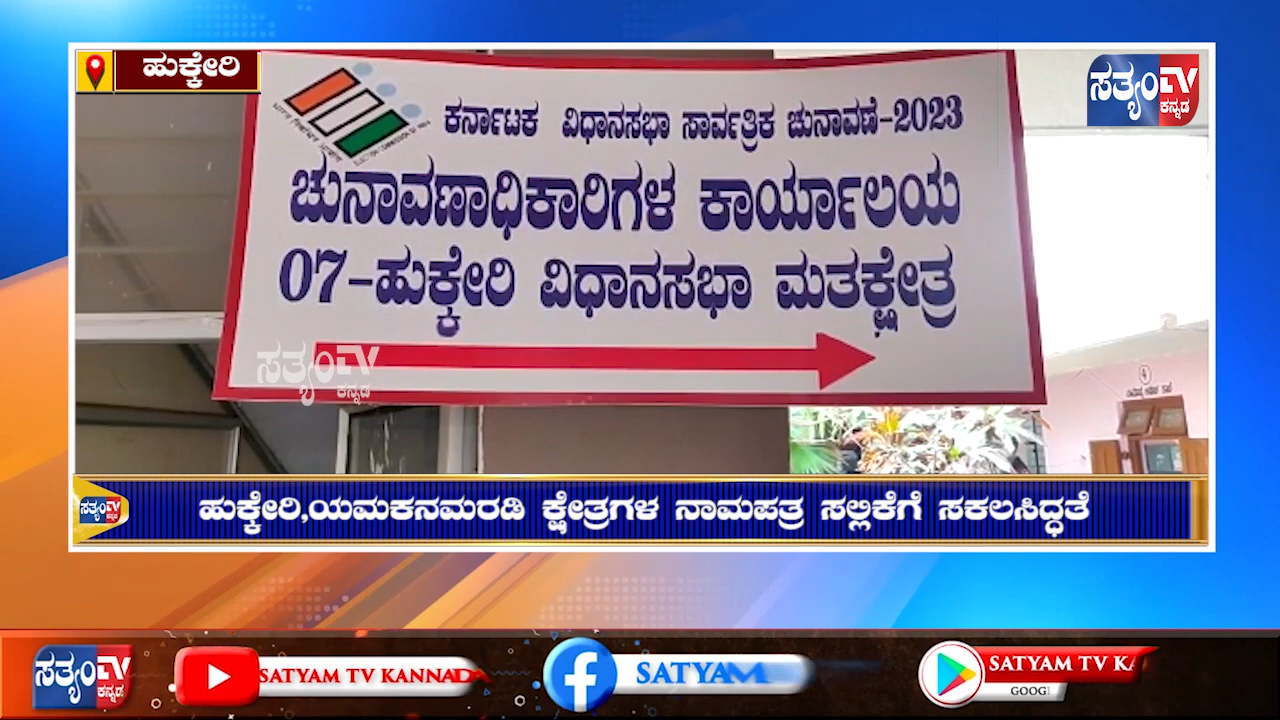 ಹುಕ್ಕೇರಿ
ಸತ್ಯಂTV
ಕನ್ನಡ
ಕರ್ನಾಟಕ ವಿಧಾನಸಭಾ ಸಾರ್ವತ್ರಿಕ ಚುನಾವಣೆ-2023
ಚುನಾವಣಾಧಿಕಾರಿಗಳ ಕಾರ್ಯಾಲಯ
07-ಹುಕ್ಕೇರಿ ವಿಧಾನಸಭಾ ಮತಕ್ಷೇತ್ರ
ಸತ್ಯಂTV
ಕನ್ನಡ
4
ಸತ್ಯಂTV
ಕನ್ನಡ
ಹುಕ್ಕೇರಿ,ಯಮಕನಮರಡಿ ಕ್ಷೇತ್ರಗಳ ನಾಮಪತ್ರ ಸಲ್ಲಿಕೆಗೆ ಸಕಲಸಿದ್ಧತೆ
ಸತ್ಯಂTV
ಕನ್ನಡ
SATYAM TV KANNADA
SATYAM
SATYAM TV KA
GOOGL